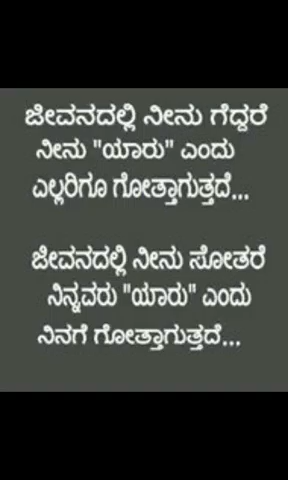 ಜೀವನದಲ್ಲಿ ನೀನು ಗೆದ್ದರೆ
ನೀನು "ಯಾರು" ಎಂದು
ಎಲ್ಲರಿಗೂ ಗೋತ್ತಾಗುತ್ತದೆ...
ಜೀವನದಲ್ಲಿ ನೀನು ಸೋತರೆ
ನಿನ್ನವರು "ಯಾರು" ಎಂದು
ನಿನಗೆ ಗೋತ್ತಾಗುತ್ತದೆ...